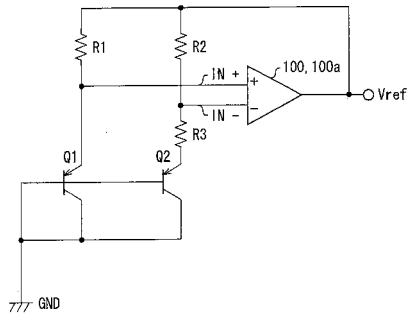 R1
R2
IN +
100, 100a
+
−
Vref
IN −
R3
Q1
Q2
GND